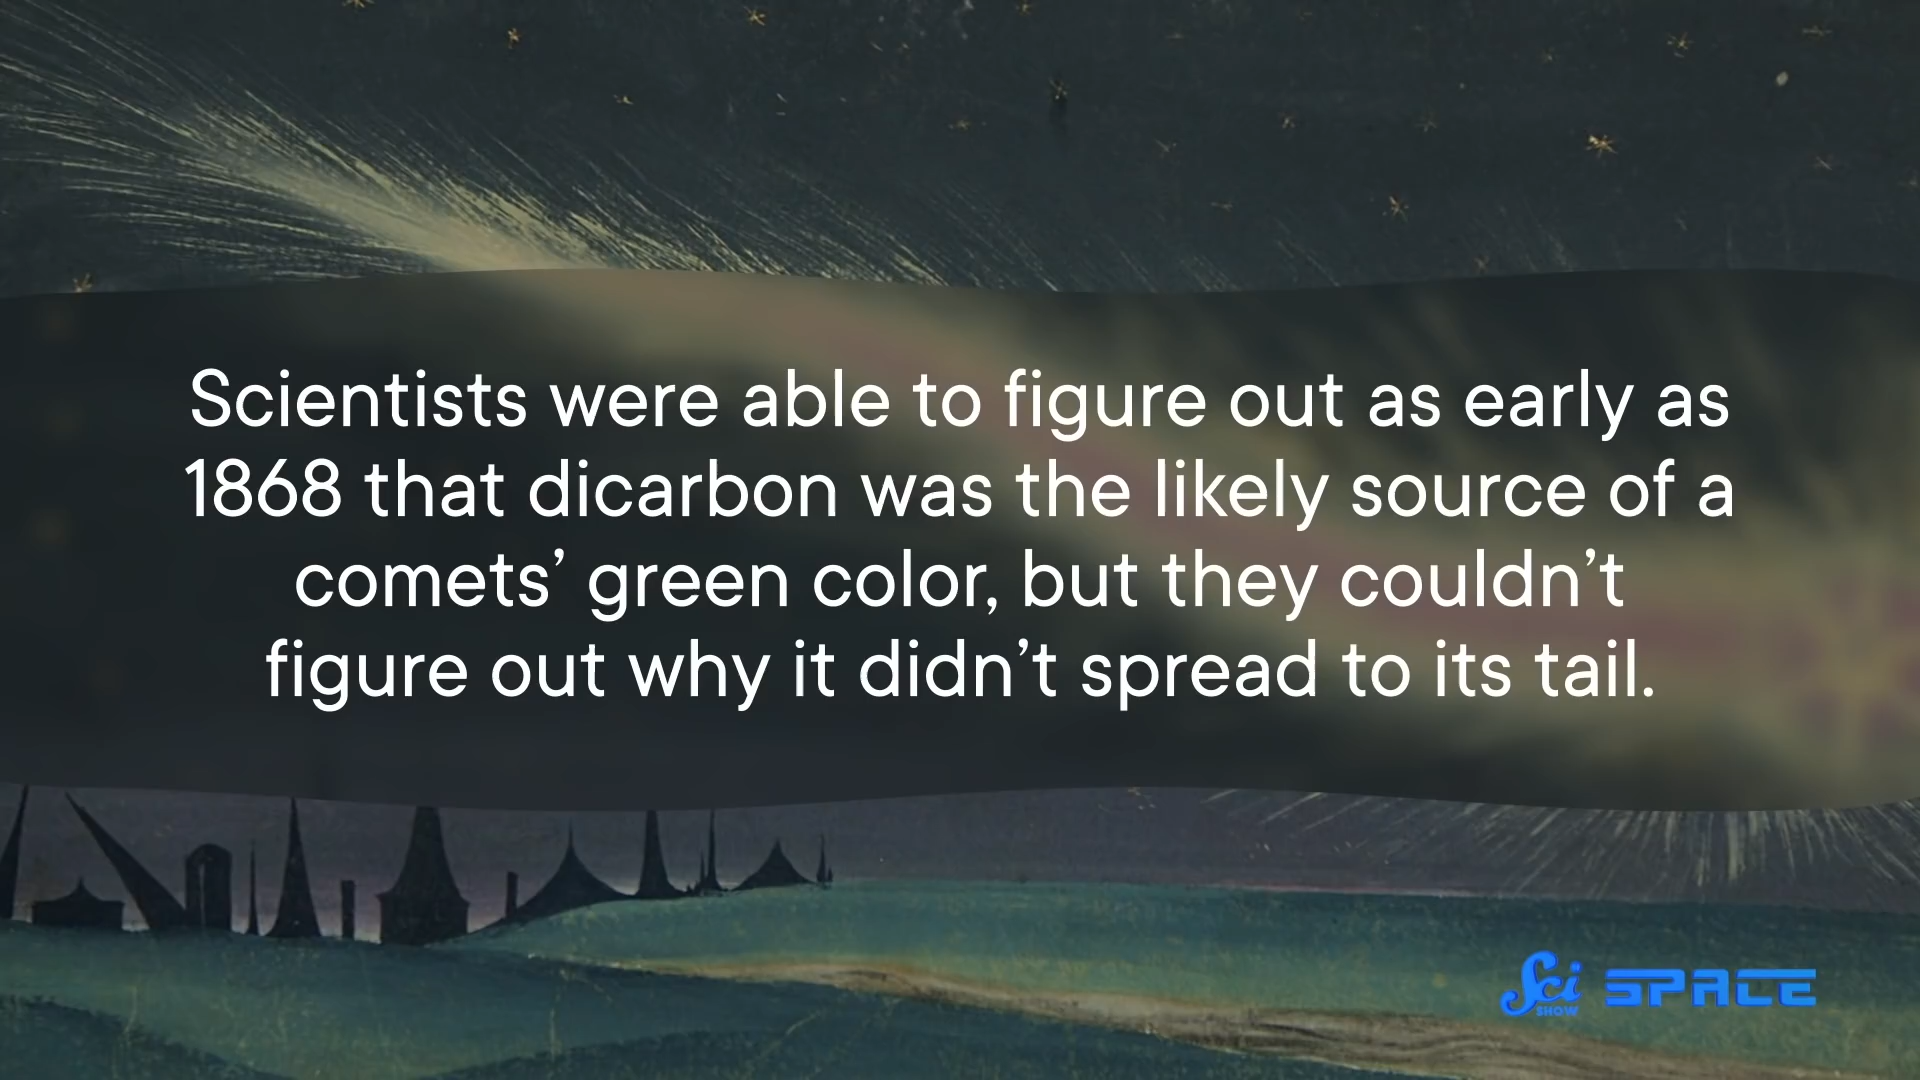 Scientists were able to figure out as early as
1868 that dicarbon was the likely source of a
comets’ green color, but they couldn’t
figure out why it didn’t spread to its tail.
Sci SHOW SPACE